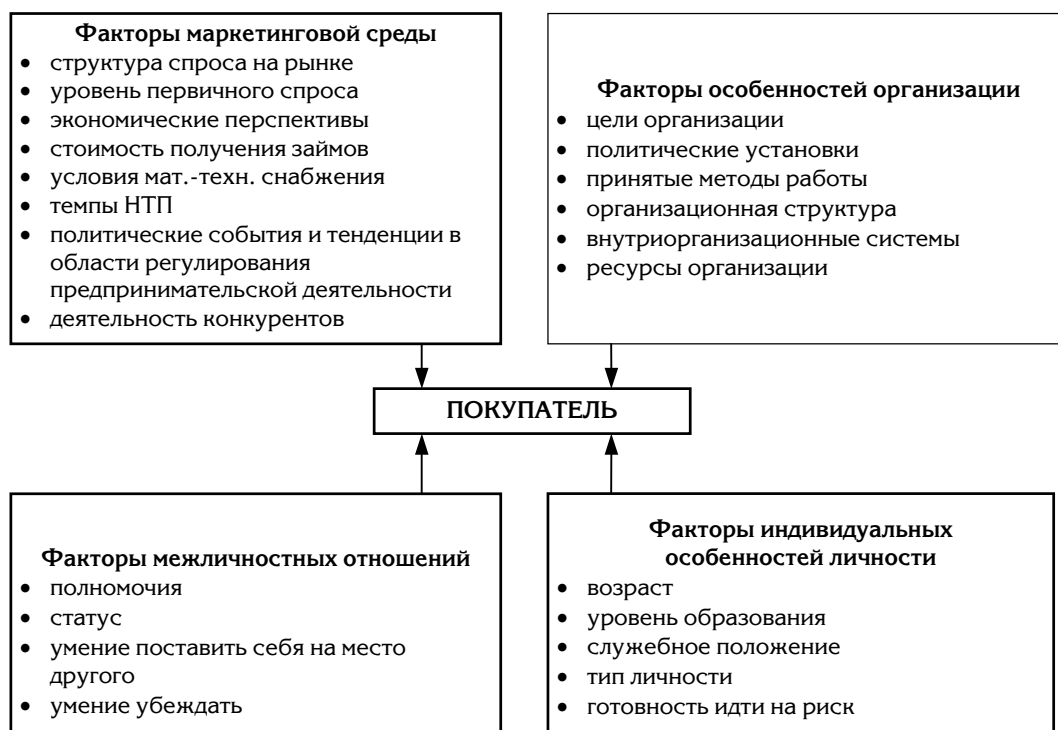 Факторы маркетинговой среды
• структура спроса на рынке
• уровень первичного спроса
• экономические перспективы
• стоимость получения займов
• условия мат.-техн. снабжения
• темпы НТП
• политические события и тенденции в
области регулирования
предпринимательской деятельности
• деятельность конкурентов
Факторы особенностей организации
• цели организации
• политические установки
• принятые методы работы
• организационная структура
• внутриорганизационные системы
• ресурсы организации
ПОКУПАТЕЛЬ
Факторы межличностных отношений
• полномочия
• статус
• умение поставить себя на место
другого
• умение убеждать
Факторы индивидуальных
особенностей личности
• возраст
• уровень образования
• служебное положение
• тип личности
• готовность идти на риск